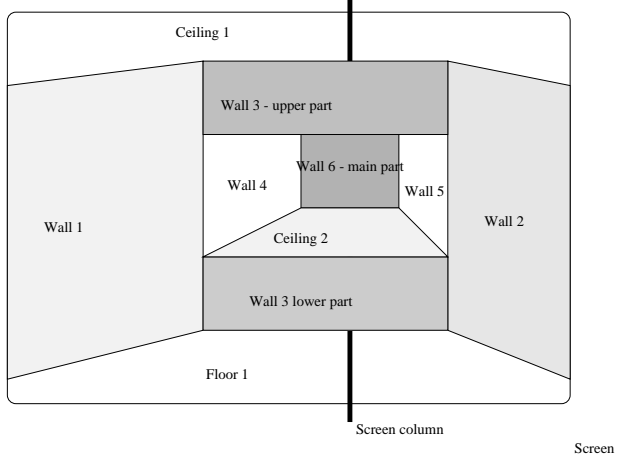 Ceiling 1
Wall 3 - upper part
Wall 6 - main part
Wall 4
Wall 5
Wall 1
Wall 2
Ceiling 2
Wall 3 lower part
Floor 1
Screen column
Screen